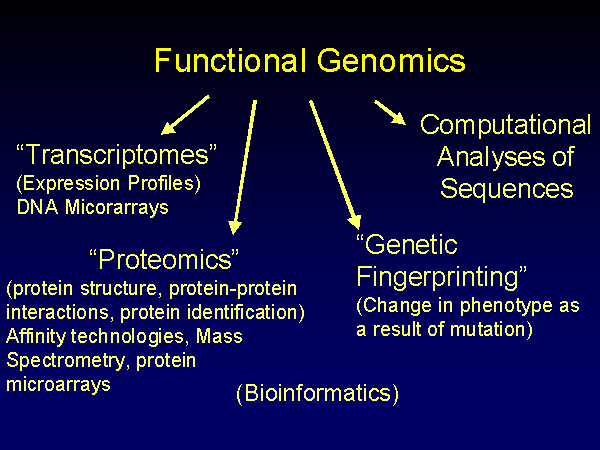 Functional Genomics
“Transcriptomes”
(Expression Profiles)
DNA Micorarrays
“Proteomics”
(protein structure, protein-protein
interactions, protein identification)
Affinity technologies, Mass
Spectrometry, protein
microarrays
“Genetic
Fingerprinting”
(Change in phenotype as
a result of mutation)
Computational
Analyses of
Sequences
(Bioinformatics)